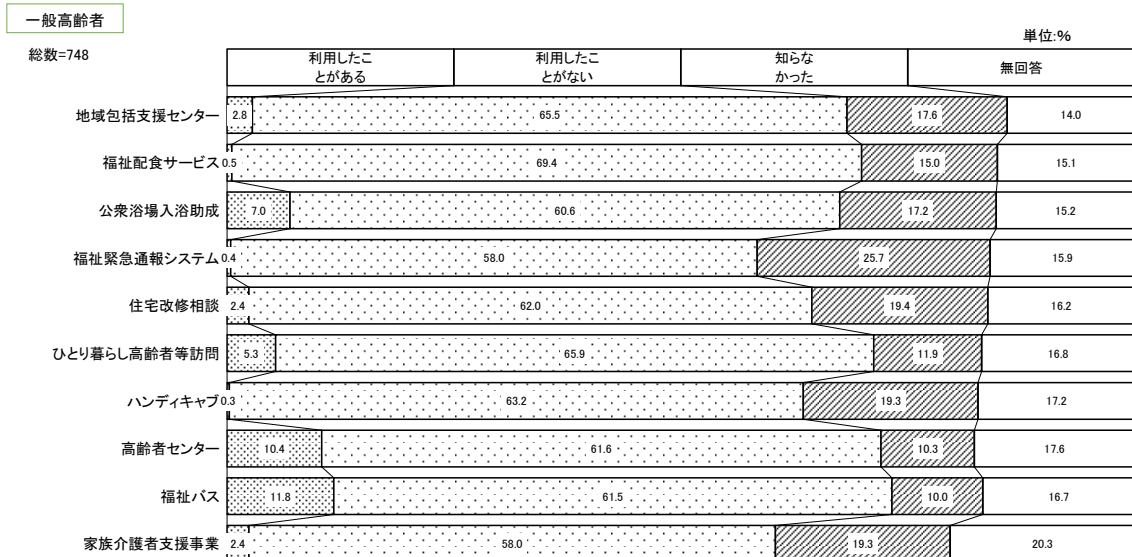 一般高齢者
総数=748
単位:%
利用したこ
とがある
利用したこ
とがない
知らな
かった
無回答
地域包括支援センター 2.8 65.5 17.6 14.0
福祉配食サービス 0.5 69.4 15.0 15.1
公衆浴場入浴助成 7.0 60.6 17.2 15.2
福祉緊急通報システム 0.4 58.0 25.7 15.9
住宅改修相談 2.4 62.0 19.4 16.2
ひとり暮らし高齢者等訪問 5.3 65.9 11.9 16.8
ハンディキャブ 0.3 63.2 19.3 17.2
高齢者センター 10.4 61.6 10.3 17.6
福祉バス 11.8 61.5 10.0 16.7
家族介護者支援事業 2.4 58.0 19.3 20.3